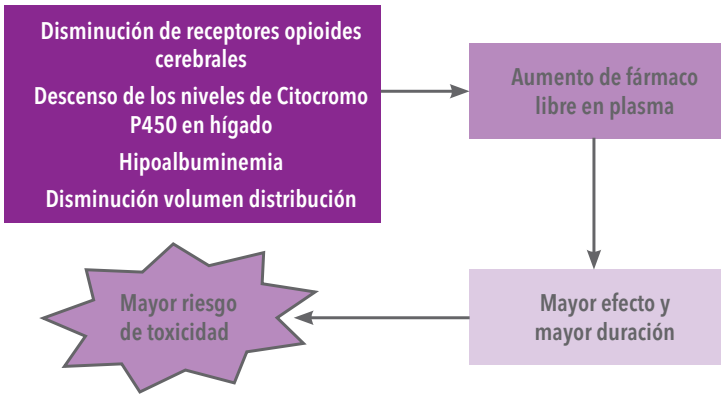 Disminución de receptores opioides
cerebrales
Descenso de los niveles de Citocromo
P450 en hígado
Hipoalbuminemia
Disminución volumen distribución
Aumento de fármaco
libre en plasma
Mayor efecto y
mayor duración
Mayor riesgo
de toxicidad